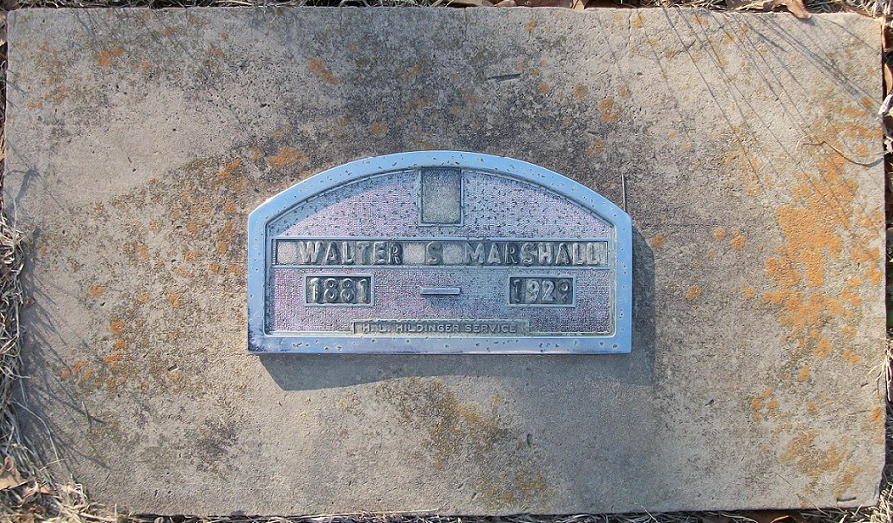 WALTER S MARSHALL
1881 - 1929
H.L. HILDINGER SERVICE